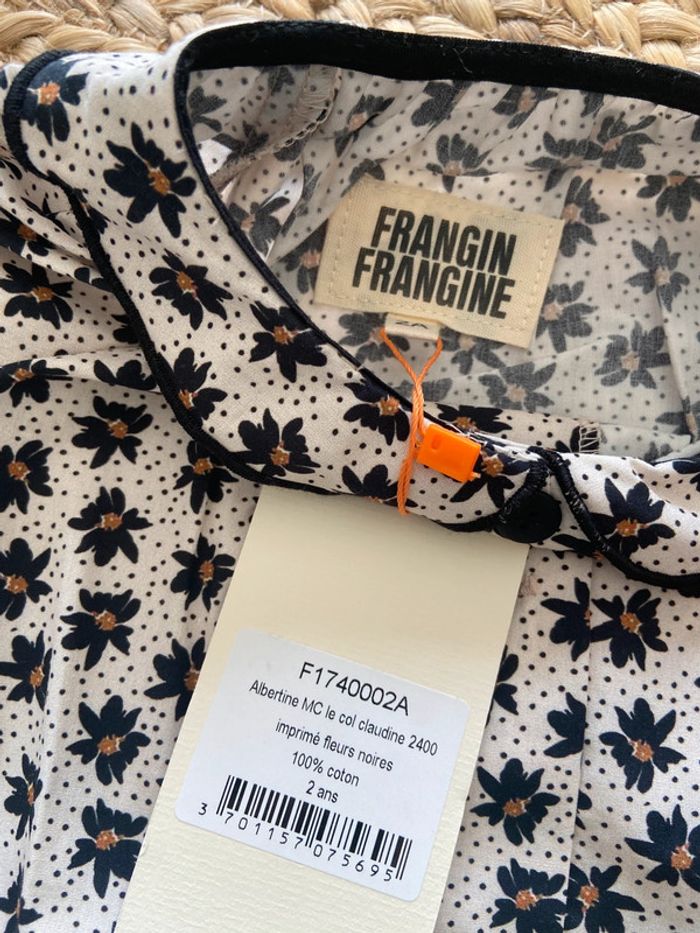 FRANGIN
FRANGINE
F1740002A
Albertine MC le col claudine 2400
imprimé fleurs noires
100% coton
2 ans
3 701157 075695